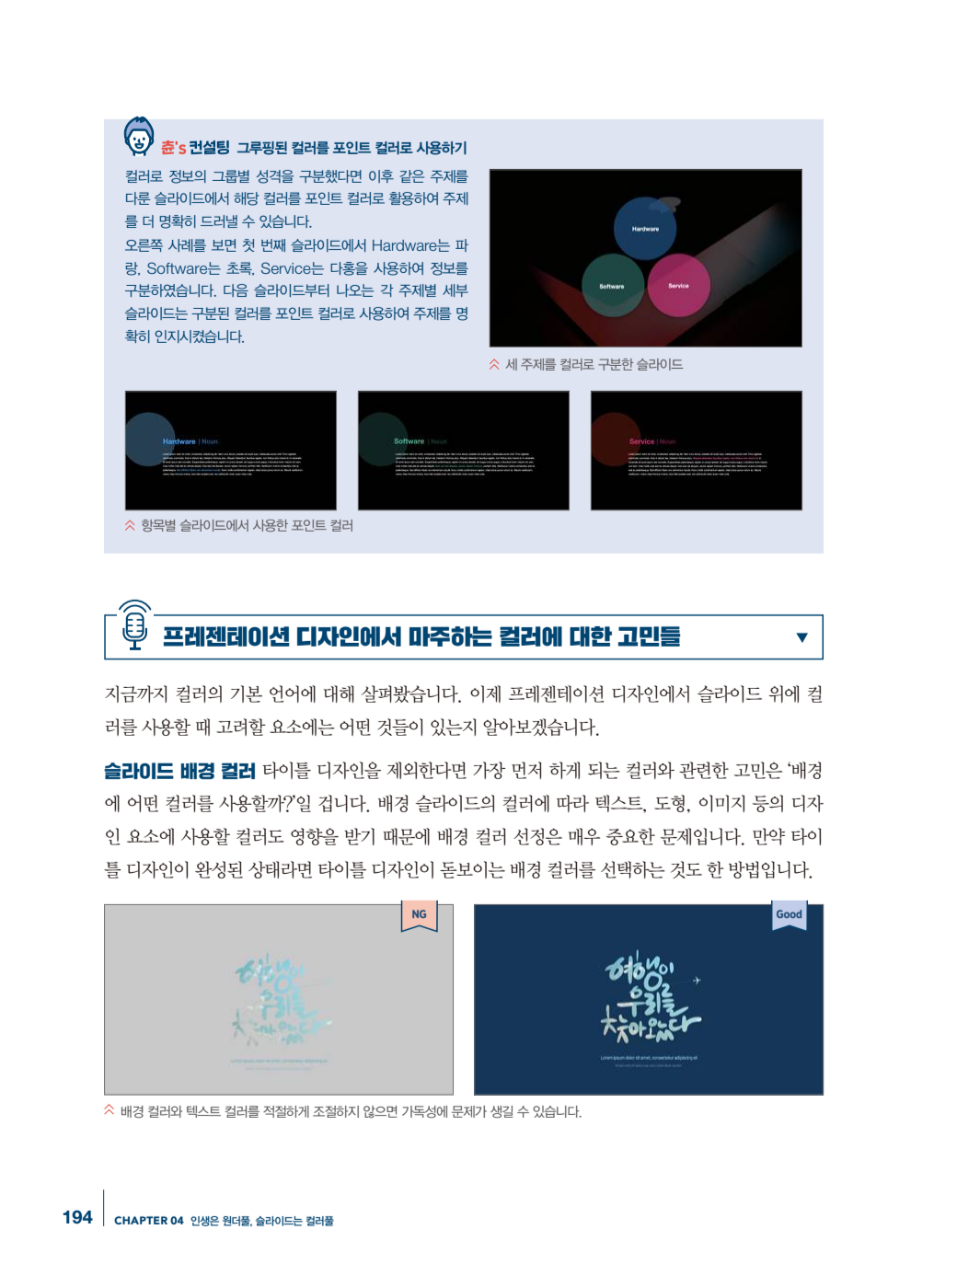 춘's 컨설팅 그루핑된 컬러를 포인트 컬러로 사용하기
컬러로 정보의 그룹별 성격을 구분했다면 이후 같은 주제를
다룬 슬라이드에서 해당 컬러를 포인트 컬러로 활용하여 주제
를 더 명확히 드러낼 수 있습니다.
오른쪽 사례를 보면 첫 번째 슬라이드에서 Hardware는 파
랑, Software는 초록, Service는 다홍을 사용하여 정보를
구분하였습니다. 다음 슬라이드부터 나오는 각 주제별 세부
슬라이드는 구분된 컬러를 포인트 컬러로 사용하여 주제를 명
확히 인지시켰습니다.
Hardware
Software
Service
세 주제를 컬러로 구분한 슬라이드
Hardware | Noun
Software | Noun
Service | Noun
항목별 슬라이드에서 사용한 포인트 컬러
프레젠테이션 디자인에서 마주하는 컬러에 대한 고민들
지금까지 컬러의 기본 언어에 대해 살펴봤습니다. 이제 프레젠테이션 디자인에서 슬라이드 위에 컬
러를 사용할 때 고려할 요소에는 어떤 것들이 있는지 알아보겠습니다.
슬라이드 배경 컬러 타이틀 디자인을 제외한다면 가장 먼저 하게 되는 컬러와 관련한 고민은 ‘배경
에 어떤 컬러를 사용할까?’일 겁니다. 배경 슬라이드의 컬러에 따라 텍스트, 도형, 이미지 등의 디자
인 요소에 사용할 컬러도 영향을 받기 때문에 배경 컬러 선정은 매우 중요한 문제입니다. 만약 타이
틀 디자인이 완성된 상태라면 타이틀 디자인이 돋보이는 배경 컬러를 선택하는 것도 한 방법입니다.
NG
여행이
우리를
찾아왔다
Lorem ipsum dolor sit amet, consectetur adipiscing el
Good
여행이
우리를
찾아왔다
Lorem ipsum dolor sit amet, consectetur adipiscing el
배경 컬러와 텍스트 컬러를 적절하게 조절하지 않으면 가독성에 문제가 생길 수 있습니다.
194
CHAPTER 04 인생은 원더풀, 슬라이드는 컬러풀